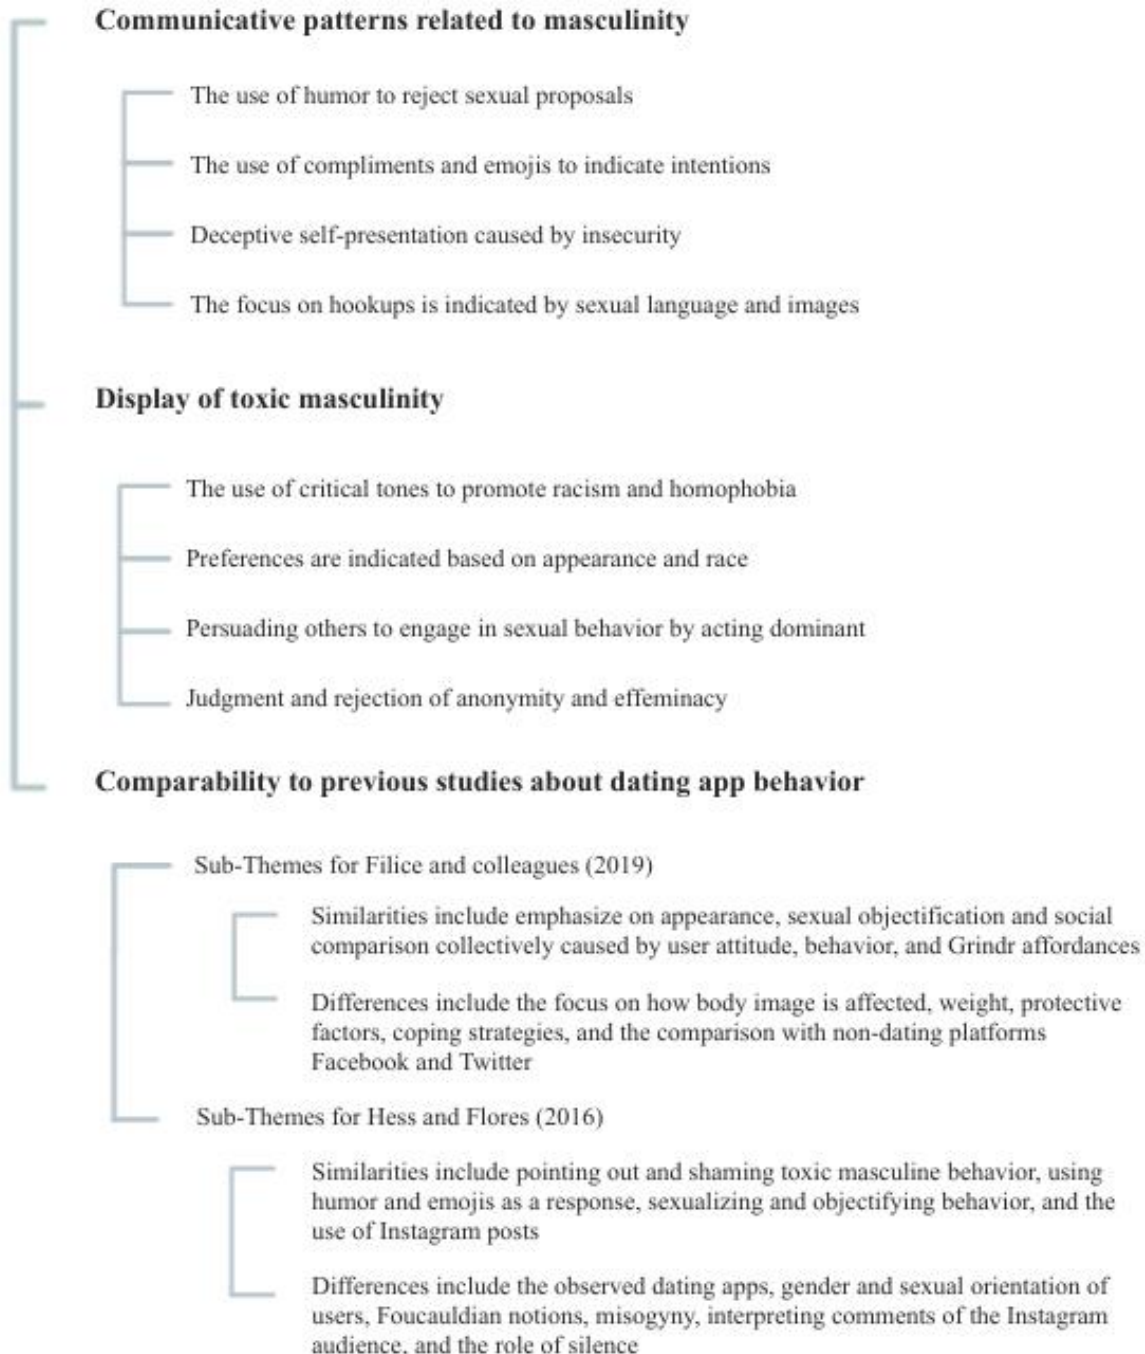 Communicative patterns related to masculinity
The use of humor to reject sexual proposals
The use of compliments and emojis to indicate intentions
Deceptive self-presentation caused by insecurity
The focus on hookups is indicated by sexual language and images
Display of toxic masculinity
The use of critical tones to promote racism and homophobia
Preferences are indicated based on appearance and race
Persuading others to engage in sexual behavior by acting dominant
Judgment and rejection of anonymity and effeminacy
Comparability to previous studies about dating app behavior
Sub-Themes for Filice and colleagues (2019)
Similarities include emphasize on appearance, sexual objectification and social
comparison collectively caused by user attitude, behavior, and Grindr affordances
Differences include the focus on how body image is affected, weight, protective
factors, coping strategies, and the comparison with non-dating platforms
Facebook and Twitter
Sub-Themes for Hess and Flores (2016)
Similarities include pointing out and shaming toxic masculine behavior, using
humor and emojis as a response, sexualizing and objectifying behavior, and the
use of Instagram posts
Differences include the observed dating apps, gender and sexual orientation of
users, Foucauldian notions, misogyny, interpreting comments of the Instagram
audience, and the role of silence